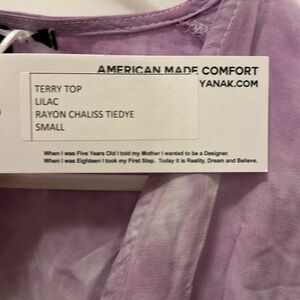 AMERICAN MADE COMFORT
YANAK.COM
TERRY TOP
LILAC
RAYON CHALISS TIEDYE
SMALL
When I was Five Years Old I told my Mother I wanted to be a Designer.
When I was Eighteen I took my First Step. Today it is Reality, Dream and Believe.